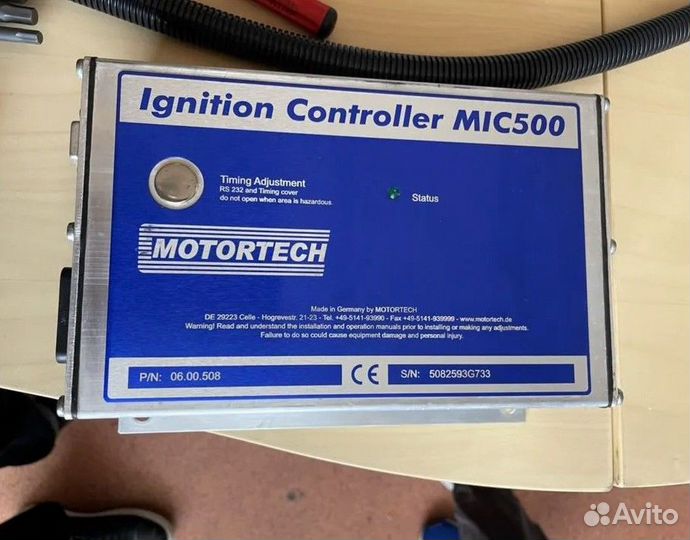 Ignition Controller MIC500
Timing Adjustment
RS 232 and Timing cover
do not open when area is hazardous.
Status
MOTORTECH
Made in Germany by MOTORTECH
DE 29223 Celle - Hogrevestr. 21-23 - Tel. +49-5141-93990 - Fax +49-5141-939999 - www.motortech.de
Warning! Read and understand the installation and operation manuals prior to installing or making any adjustments.
Failure to do so could cause equipment damage and personal injury.
P/N: 06.00.508
CE
S/N: 5082593G733
Avito